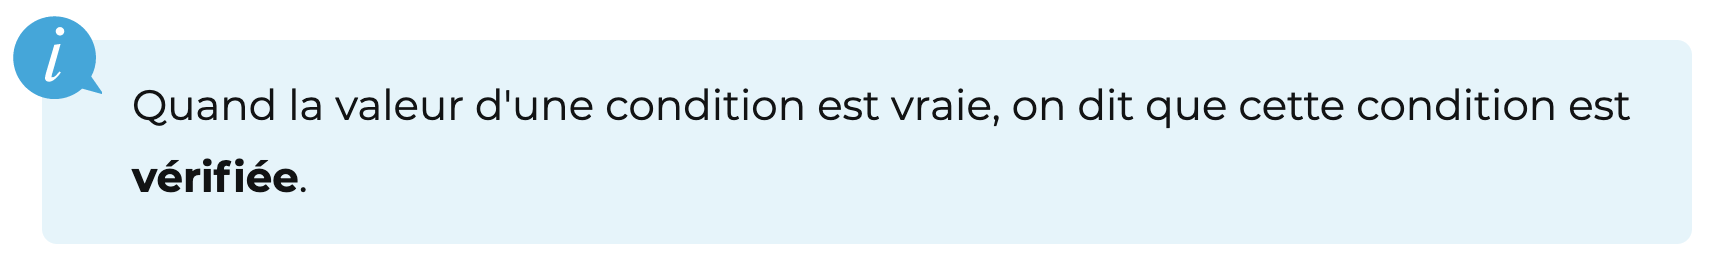 i
Quand la valeur d'une condition est vraie, on dit que cette condition est
vérifiée.